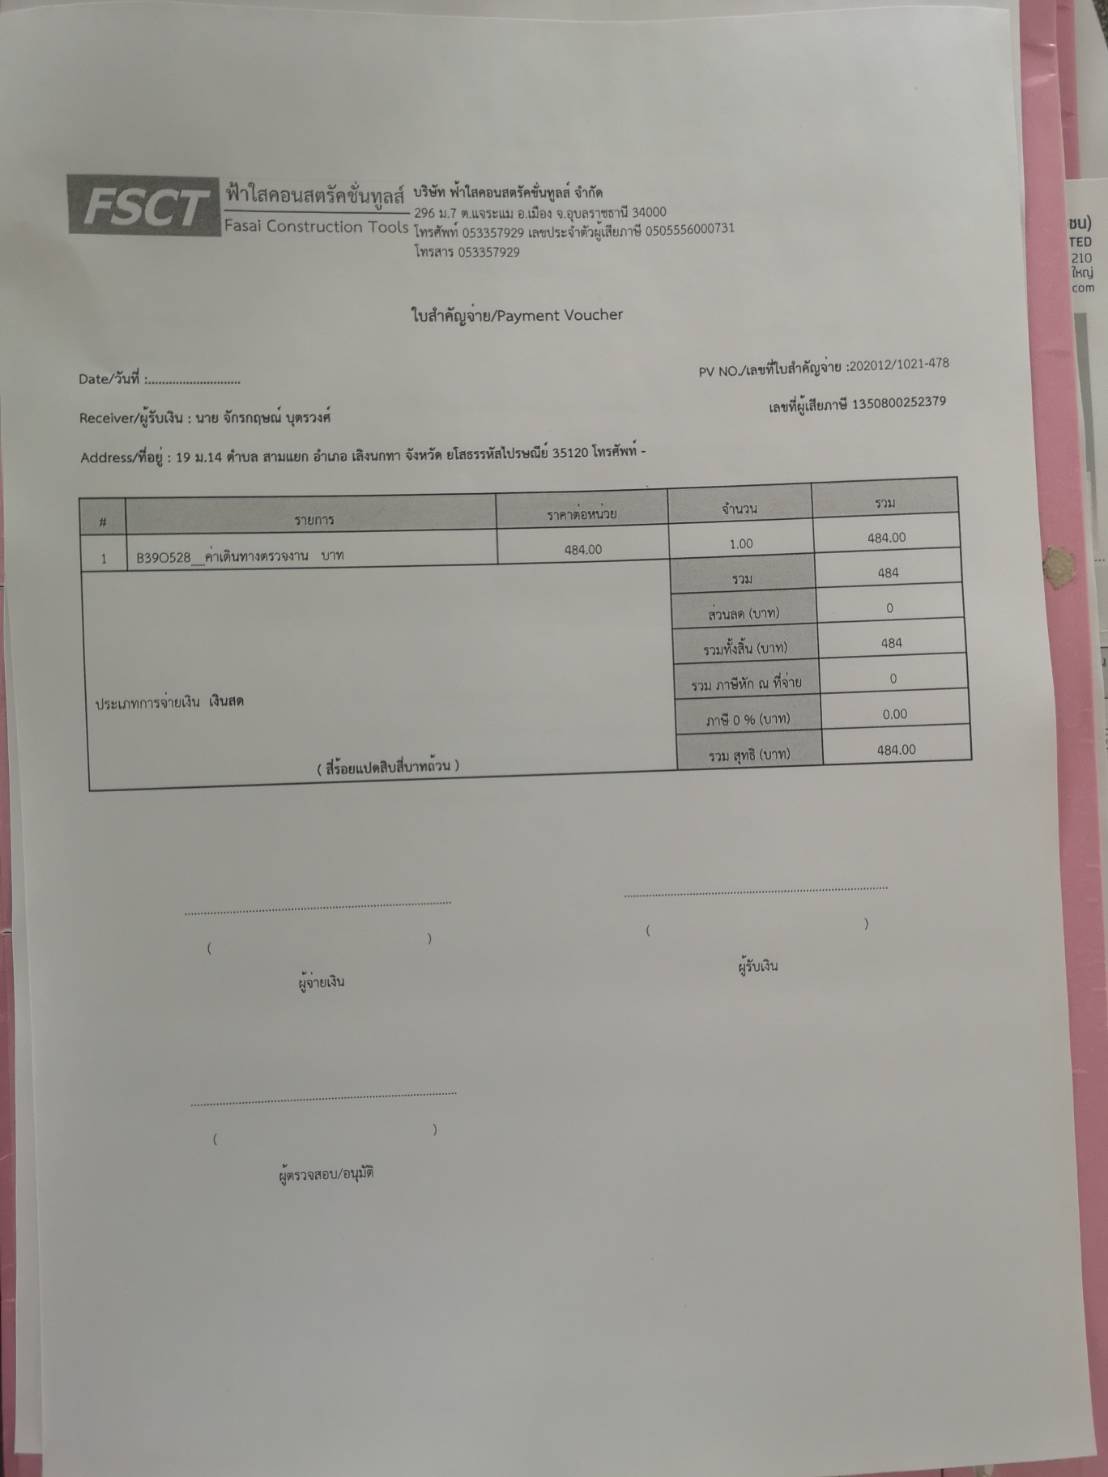 FSCT
ฟ้าใสคอนสตรัคชั่นทูลส์
Fasai Construction Tools
บริษัท ฟ้าใสคอนสตรัคชั่นทูลส์ จำกัด
296 ม.7 ต.แจระแม อ.เมือง จ.อุบลราชธานี 34000
โทรศัพท์ 053357929 เลขประจำตัวผู้เสียภาษี 0505556000731
โทรสาร 053357929
ใบสำคัญจ่าย/Payment Voucher
Date/วันที่ :...........................
PV NO./เลขที่ใบสำคัญจ่าย :202012/1021-478
Receiver/ผู้รับเงิน : นาย จักรกฤษณ์ บุตรวงศ์
เลขที่ผู้เสียภาษี 1350800252379
Address/ที่อยู่ : 19 ม.14 ตำบล สามแยก อำเภอ เลิงนกทา จังหวัด ยโสธรรหัสไปรษณีย์ 35120 โทรศัพท์ -
# รายการ ราคาต่อหน่วย จำนวน รวม
1 B39O528__ค่าเดินทางตรวจงาน บาท 484.00 1.00 484.00
รวม 484
ส่วนลด (บาท) 0
รวมทั้งสิ้น (บาท) 484
รวม ภาษีหัก ณ ที่จ่าย 0
ประเภทการจ่ายเงิน เงินสด
ภาษี 0 % (บาท) 0.00
( สี่ร้อยแปดสิบสี่บาทถ้วน )
รวม สุทธิ (บาท) 484.00
( )
ผู้จ่ายเงิน
( )
ผู้รับเงิน
( )
ผู้ตรวจสอบ/อนุมัติ
ชน)
TED
210
ใหญ่
com